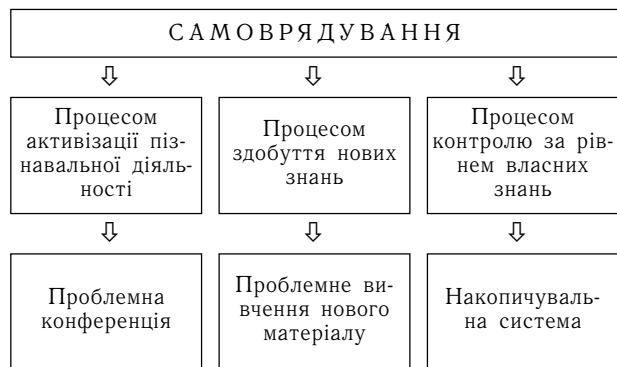 САМОВРЯДУВАННЯ
Процесом
активізації піз-
навальної діяль-
ності
Процесом
здобуття нових
знань
Процесом
контролю за рів-
нем власних
знань
Проблемна
конференція
Проблемне ви-
вчення нового
матеріалу
Накопичуваль-
на система